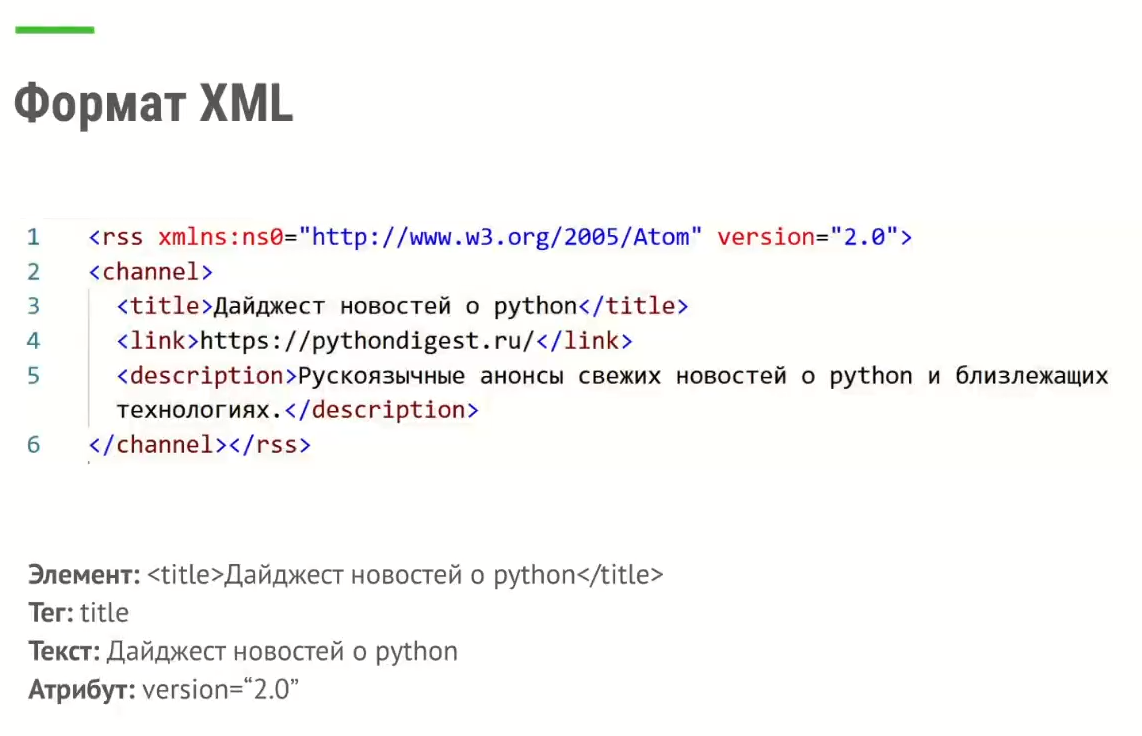 Формат XML
1 <rss xmlns:ns0="http://www.w3.org/2005/Atom" version="2.0">
2 <channel>
3 <title>Дайджест новостей о python</title>
4 <link>https://pythondigest.ru/</link>
5 <description>Рускоязычные анонсы свежих новостей о python и близлежащих
технологиях.</description>
6 </channel></rss>
Элемент: <title>Дайджест новостей о python</title>
Тег: title
Текст: Дайджест новостей о python
Атрибут: version=“2.0”